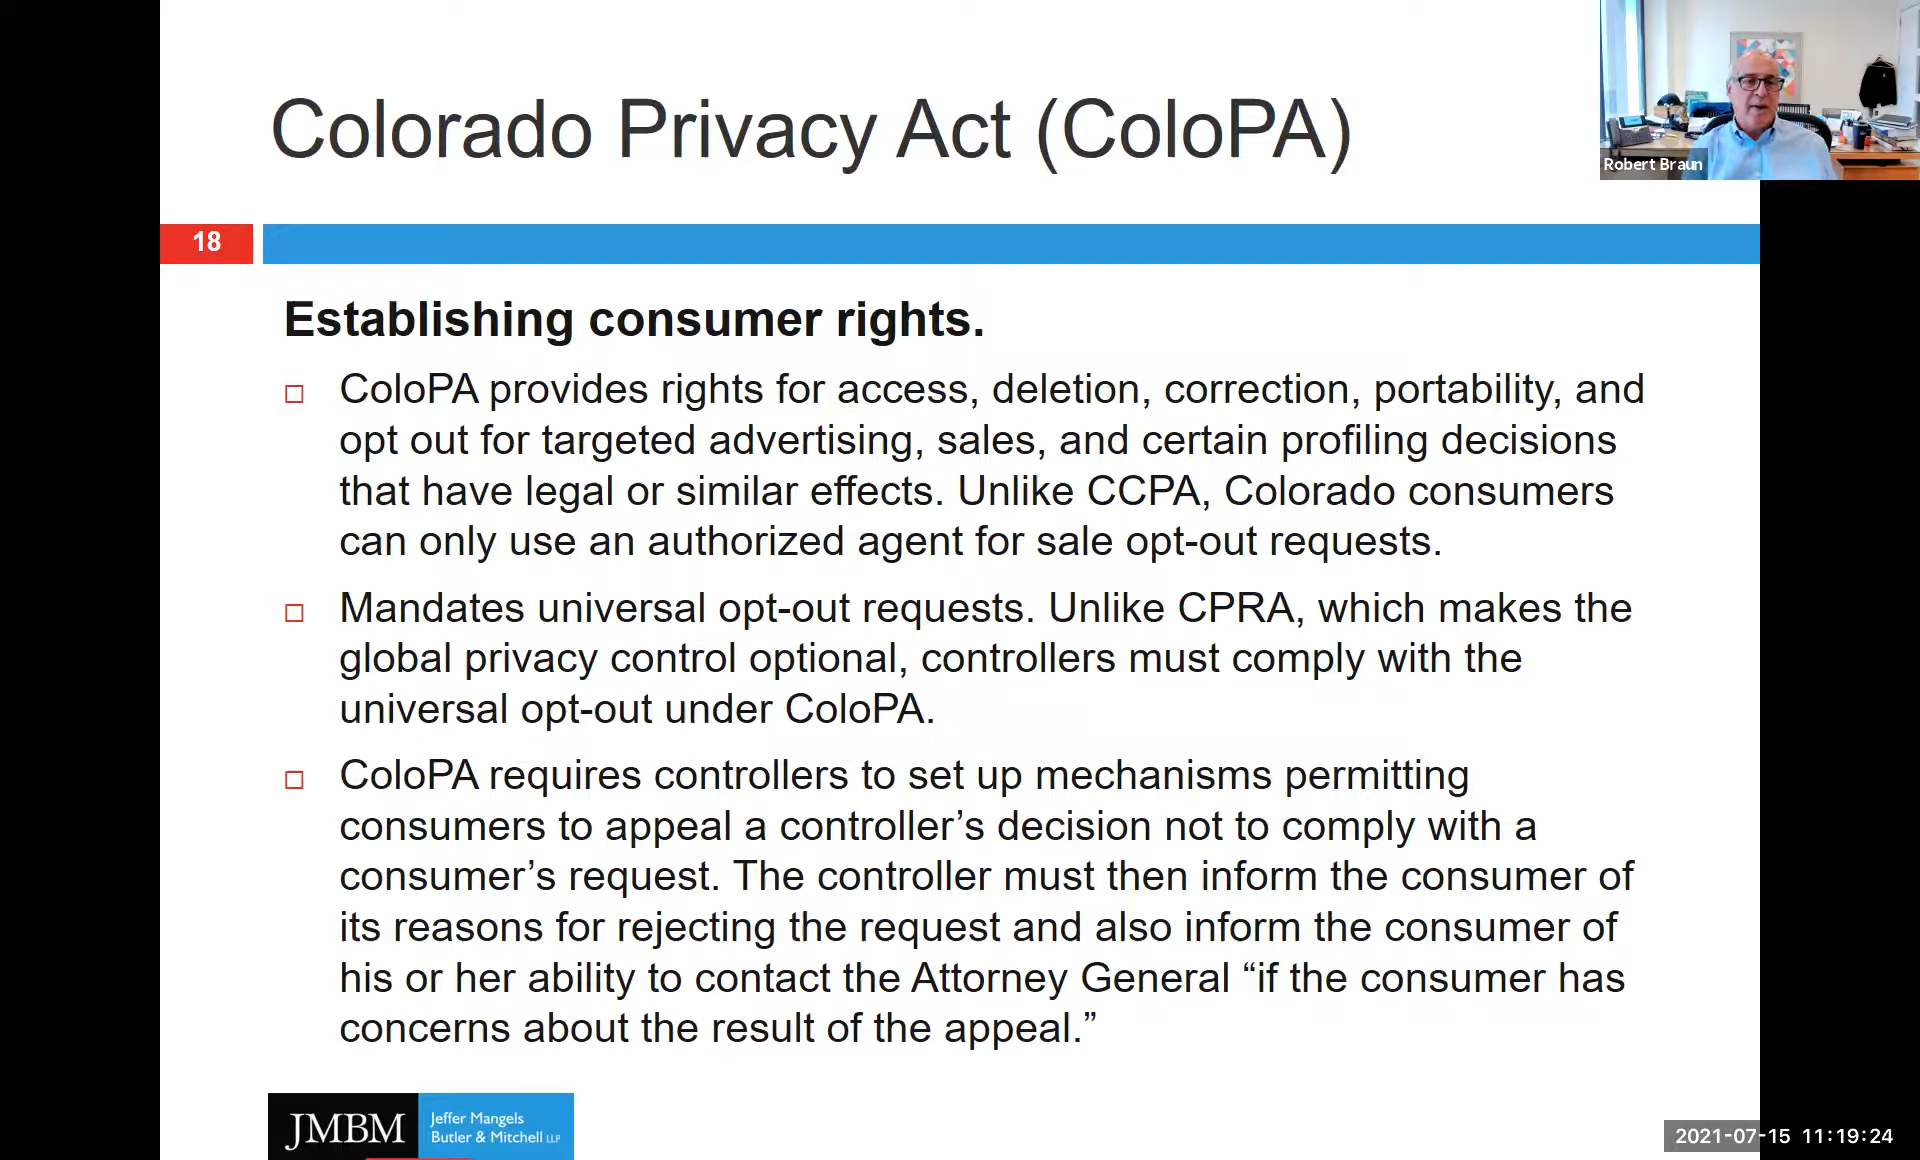 Colorado Privacy Act (ColoPA)
Robert Braun
18
Establishing consumer rights.
ColoPA provides rights for access, deletion, correction, portability, and
opt out for targeted advertising, sales, and certain profiling decisions
that have legal or similar effects. Unlike CCPA, Colorado consumers
can only use an authorized agent for sale opt-out requests.
Mandates universal opt-out requests. Unlike CPRA, which makes the
global privacy control optional, controllers must comply with the
universal opt-out under ColoPA.
ColoPA requires controllers to set up mechanisms permitting
consumers to appeal a controller’s decision not to comply with a
consumer’s request. The controller must then inform the consumer of
its reasons for rejecting the request and also inform the consumer of
his or her ability to contact the Attorney General “if the consumer has
concerns about the result of the appeal.”
JMBM
Jeffer Mangels
Butler & Mitchell LLP
2021-07-15 11:19:24